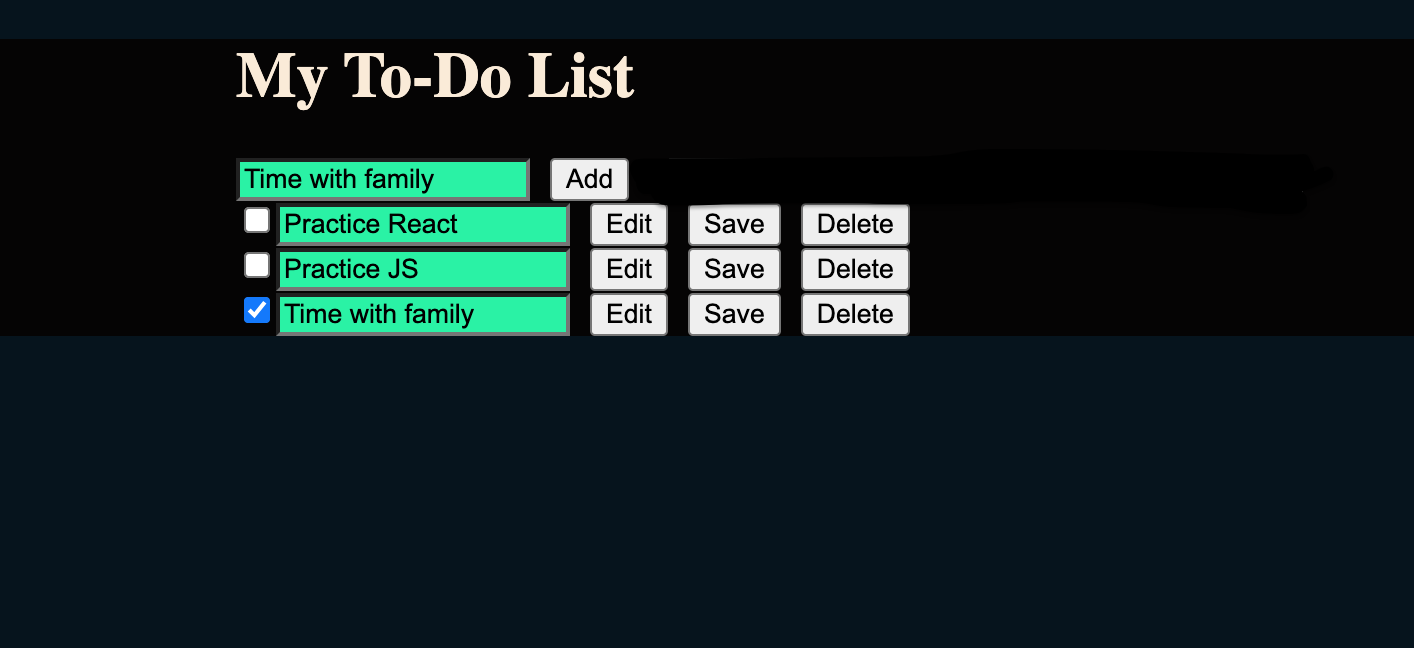 My To-Do List
Time with family Add
Practice React Edit Save Delete
Practice JS Edit Save Delete
Time with family Edit Save Delete